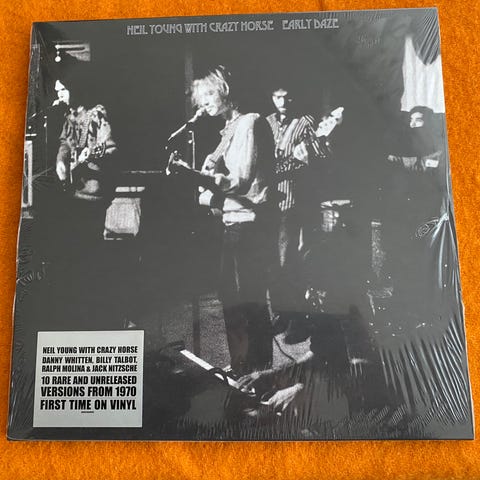 NEIL YOUNG WITH CRAZY HORSE EARLY DAZE
NEIL YOUNG WITH CRAZY HORSE
DANNY WHITTEN, BILLY TALBOT,
RALPH MOLINA & JACK NITZSCHE
10 RARE AND UNRELEASED
VERSIONS FROM 1970
FIRST TIME ON VINYL